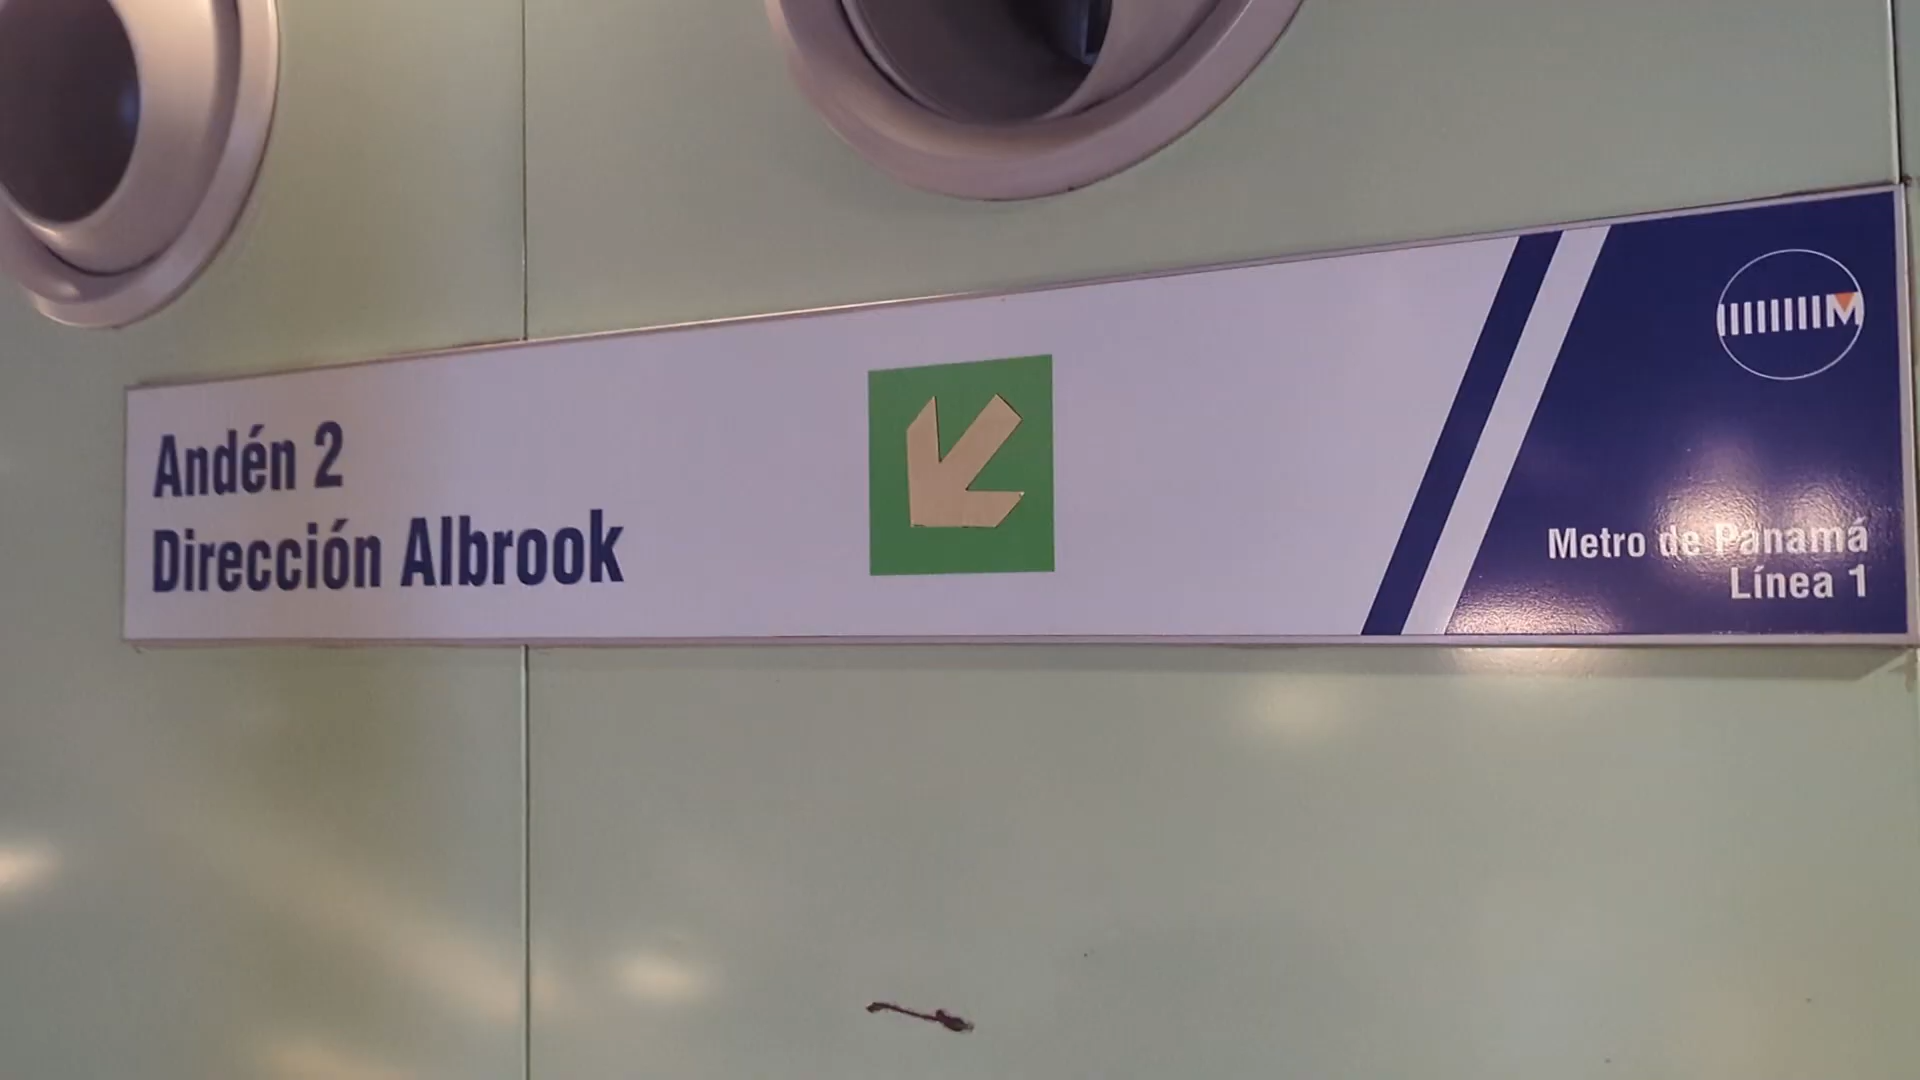 Andén 2
Dirección Albrook
M
Metro de Panamá
Línea 1